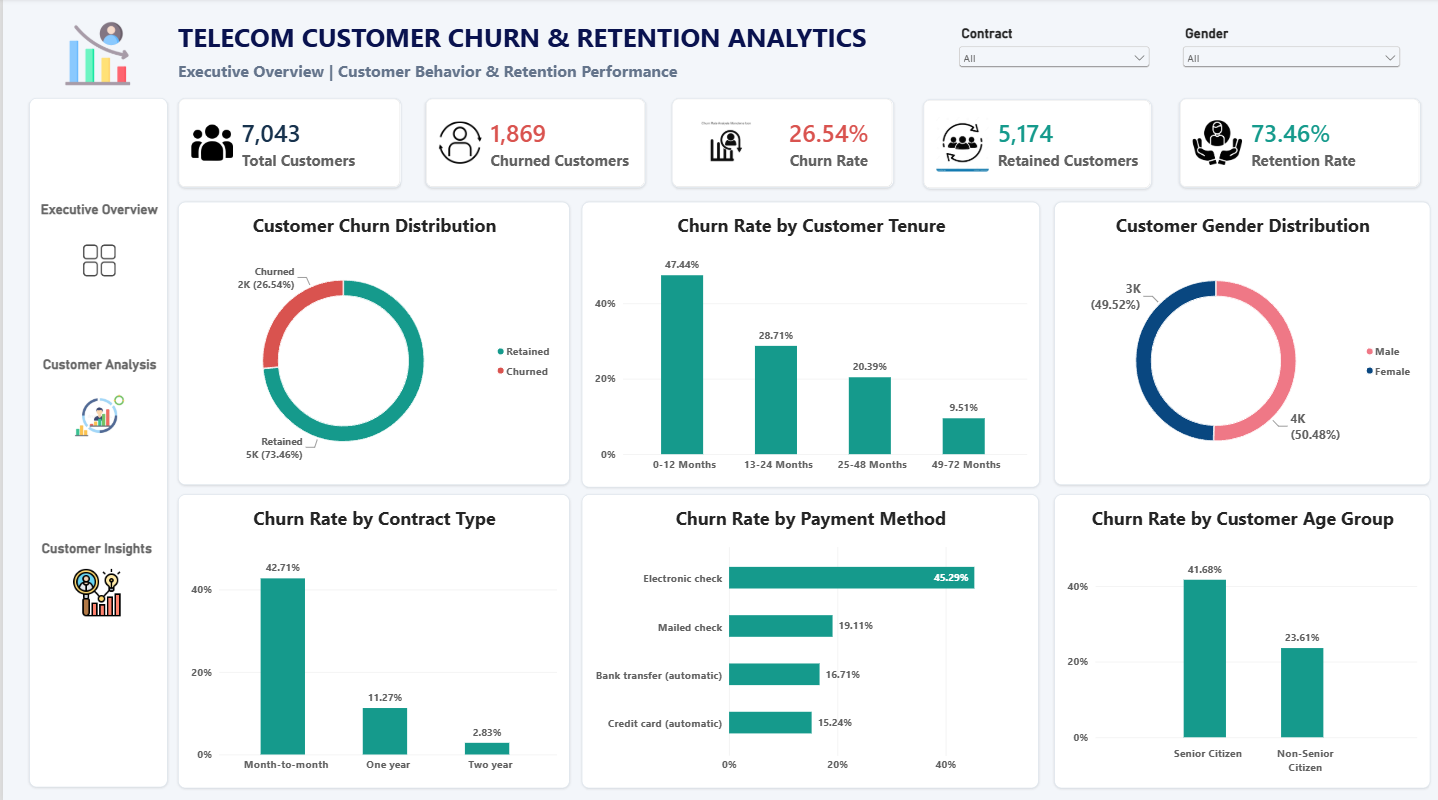 TELECOM CUSTOMER CHURN & RETENTION ANALYTICS
Executive Overview | Customer Behavior & Retention Performance
Contract
All
Gender
All
7,043
Total Customers
1,869
Churned Customers
26.54%
Churn Rate
5,174
Retained Customers
73.46%
Retention Rate
Executive Overview
Customer Analysis
Customer Insights
Customer Churn Distribution
Churned
2K (26.54%)
Retained
5K (73.46%)
Retained
Churned
Churn Rate by Customer Tenure
47.44%
28.71%
20.39%
9.51%
40%
20%
0%
0-12 Months
13-24 Months
25-48 Months
49-72 Months
Customer Gender Distribution
3K
(49.52%)
4K
(50.48%)
Male
Female
Churn Rate by Contract Type
42.71%
11.27%
2.83%
40%
20%
0%
Month-to-month
One year
Two year
Churn Rate by Payment Method
Electronic check
45.29%
Mailed check
19.11%
Bank transfer (automatic)
16.71%
Credit card (automatic)
15.24%
0%
20%
40%
Churn Rate by Customer Age Group
41.68%
23.61%
40%
20%
0%
Senior Citizen
Non-Senior
Citizen